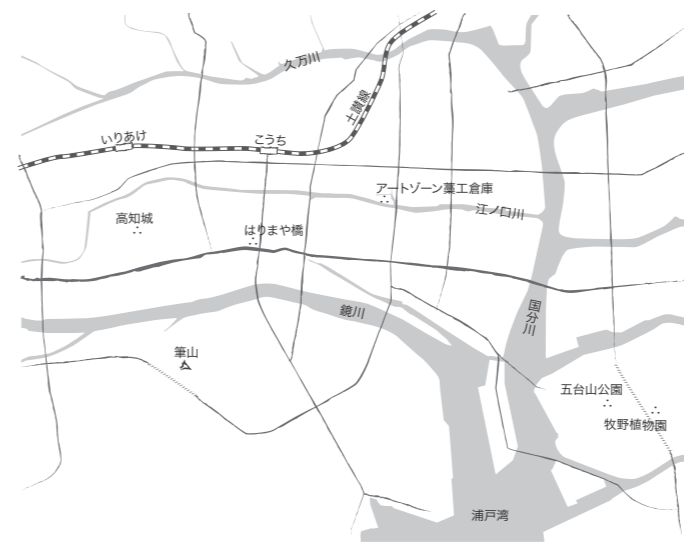 久万川
土讃線
いりあけ
こうち
アートゾーン藁工倉庫
江ノ口川
高知城
はりまや橋
鏡川
国分川
筆山
五台山公園
牧野植物園
浦戸湾